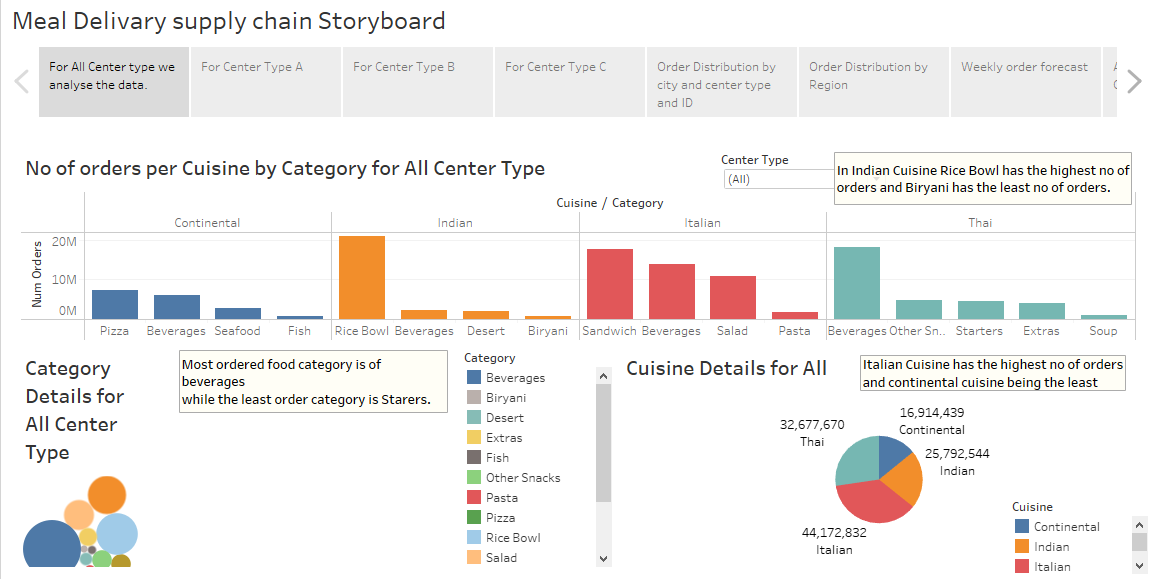 Meal Delivary supply chain Storyboard
For All Center type we
analyse the data.
For Center Type A
For Center Type B
For Center Type C
Order Distribution by
city and center type
and ID
Order Distribution by
Region
Weekly order forecast
No of orders per Cuisine by Category for All Center Type
Center Type
(All)
In Indian Cuisine Rice Bowl has the highest no of
orders and Biryani has the least no of orders.
Cuisine / Category
Continental
Indian
Italian
Thai
Num Orders
20M
10M
0M
Pizza
Beverages
Seafood
Fish
Rice Bowl
Beverages
Desert
Biryani
Sandwich
Beverages
Salad
Pasta
Beverages
Other Sn..
Starters
Extras
Soup
Category
Details for
All Center
Type
Most ordered food category is of
beverages
while the least order category is Starers.
Category
Beverages
Biryani
Desert
Extras
Fish
Other Snacks
Pasta
Pizza
Rice Bowl
Salad
Cuisine Details for All
Italian Cuisine has the highest no of orders
and continental cuisine being the least
16,914,439
Continental
32,677,670
Thai
25,792,544
Indian
44,172,832
Italian
Cuisine
Continental
Indian
Italian